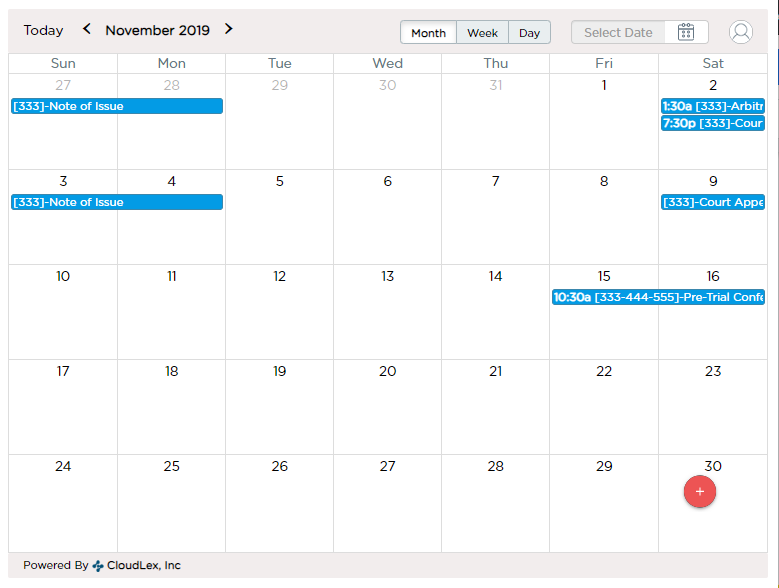 Today November 2019 Month Week Day Select Date
Sun Mon Tue Wed Thu Fri Sat
27 28 29 30 31 1 2
[333]-Note of Issue 1:30a [333]-Arbitr
7:30p [333]-Cour
3 4 5 6 7 8 9
[333]-Note of Issue [333]-Court Appe
10 11 12 13 14 15 16
10:30a [333-444-555]-Pre-Trial Confe
17 18 19 20 21 22 23
24 25 26 27 28 29 30
+
Powered By CloudLex, Inc